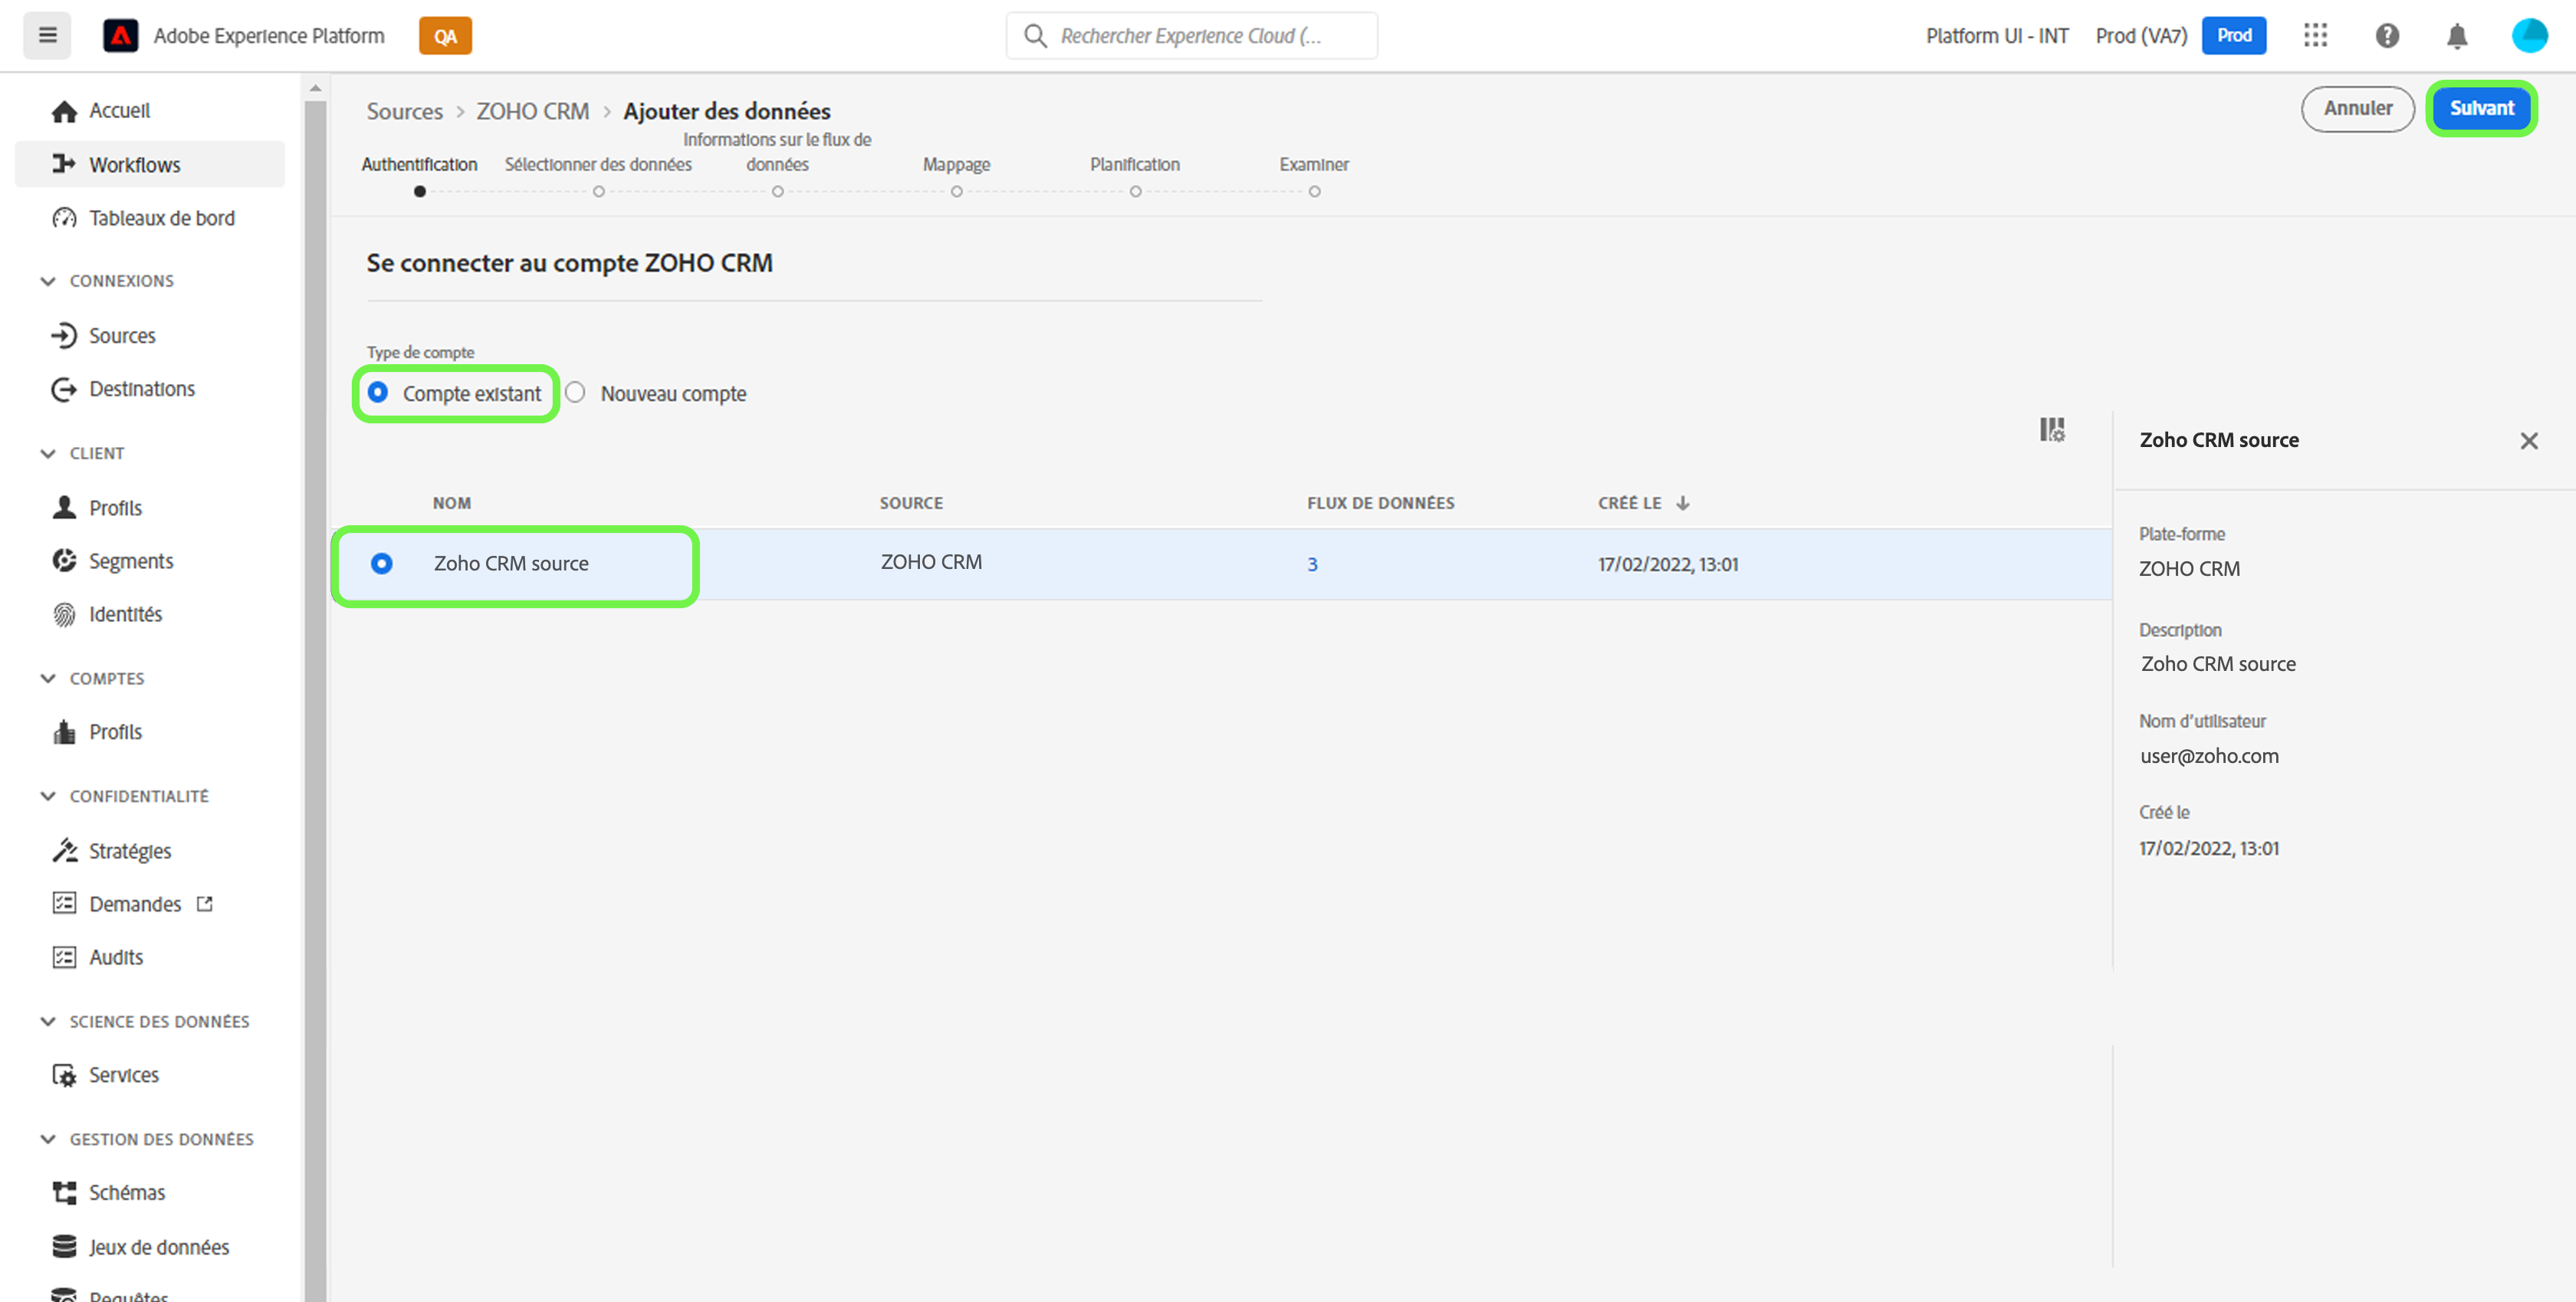 Adobe Experience Platform
QA
Rechercher Experience Cloud (...
Platform UI - INT
Prod (VA7)
Prod
Accueil
Workflows
Tableaux de bord
CONNEXIONS
Sources
Destinations
CLIENT
Profils
Segments
Identités
COMPTES
Profils
CONFIDENTIALITÉ
Stratégies
Demandes
Audits
SCIENCE DES DONNÉES
Services
GESTION DES DONNÉES
Schémas
Jeux de données
Requêtes
Sources > ZOHO CRM > Ajouter des données
Annuler
Suivant
Authentification
Sélectionner des données
Informations sur le flux de
données
Mappage
Planification
Examiner
Se connecter au compte ZOHO CRM
Type de compte
Compte existant
Nouveau compte
NOM
SOURCE
FLUX DE DONNÉES
CRÉÉ LE
Zoho CRM source
ZOHO CRM
3
17/02/2022, 13:01
Zoho CRM source
Plate-forme
ZOHO CRM
Description
Zoho CRM source
Nom d'utilisateur
user@zoho.com
Créé le
17/02/2022, 13:01